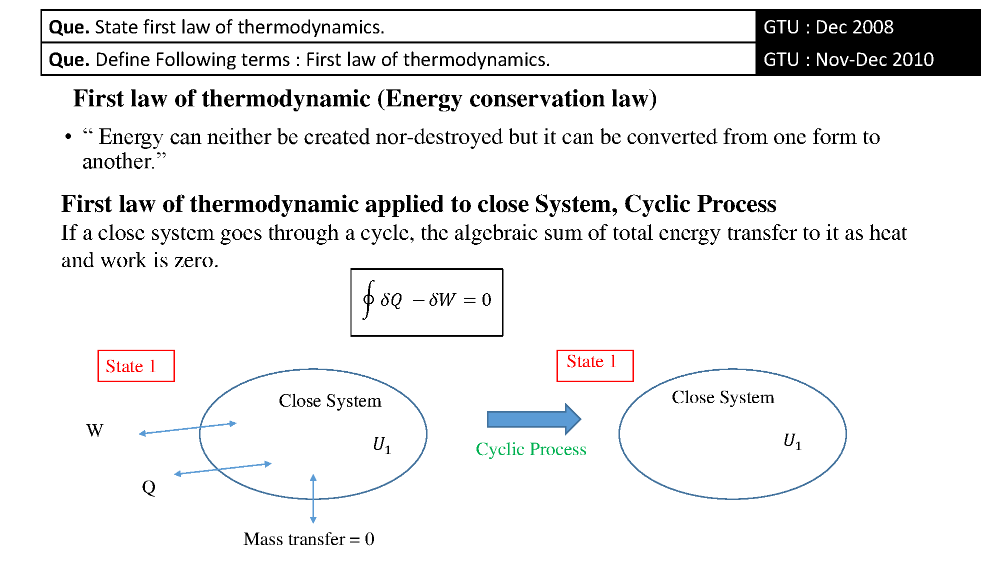 Que. State first law of thermodynamics. GTU : Dec 2008
Que. Define Following terms : First law of thermodynamics. GTU : Nov-Dec 2010
First law of thermodynamic (Energy conservation law)
• “ Energy can neither be created nor-destroyed but it can be converted from one form to
another.”
First law of thermodynamic applied to close System, Cyclic Process
If a close system goes through a cycle, the algebraic sum of total energy transfer to it as heat
and work is zero.
∮ 𝛿𝑄 − 𝛿𝑊 = 0
State 1
State 1
Close System
Close System
W
U₁
Cyclic Process
U₁
Q
Mass transfer = 0